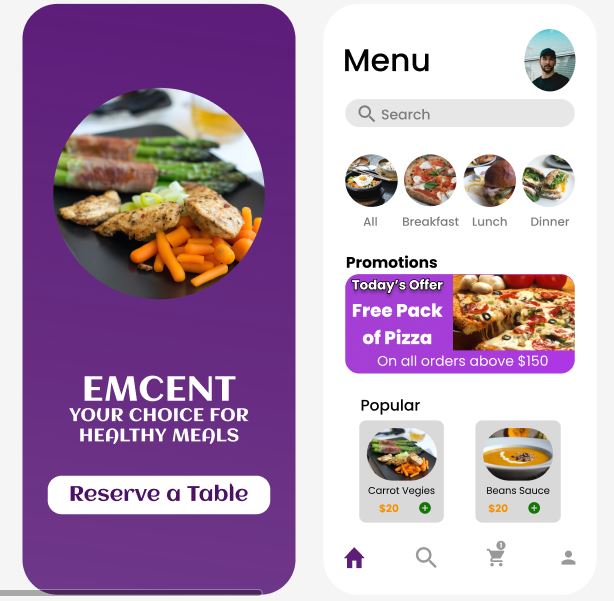 EMCENT
YOUR CHOICE FOR
HEALTHY MEALS
Reserve a Table
Menu
Search
All
Breakfast
Lunch
Dinner
Promotions
Today's Offer
Free Pack
of Pizza
On all orders above $150
Popular
Carrot Vegies
$20
Beans Sauce
$20
1